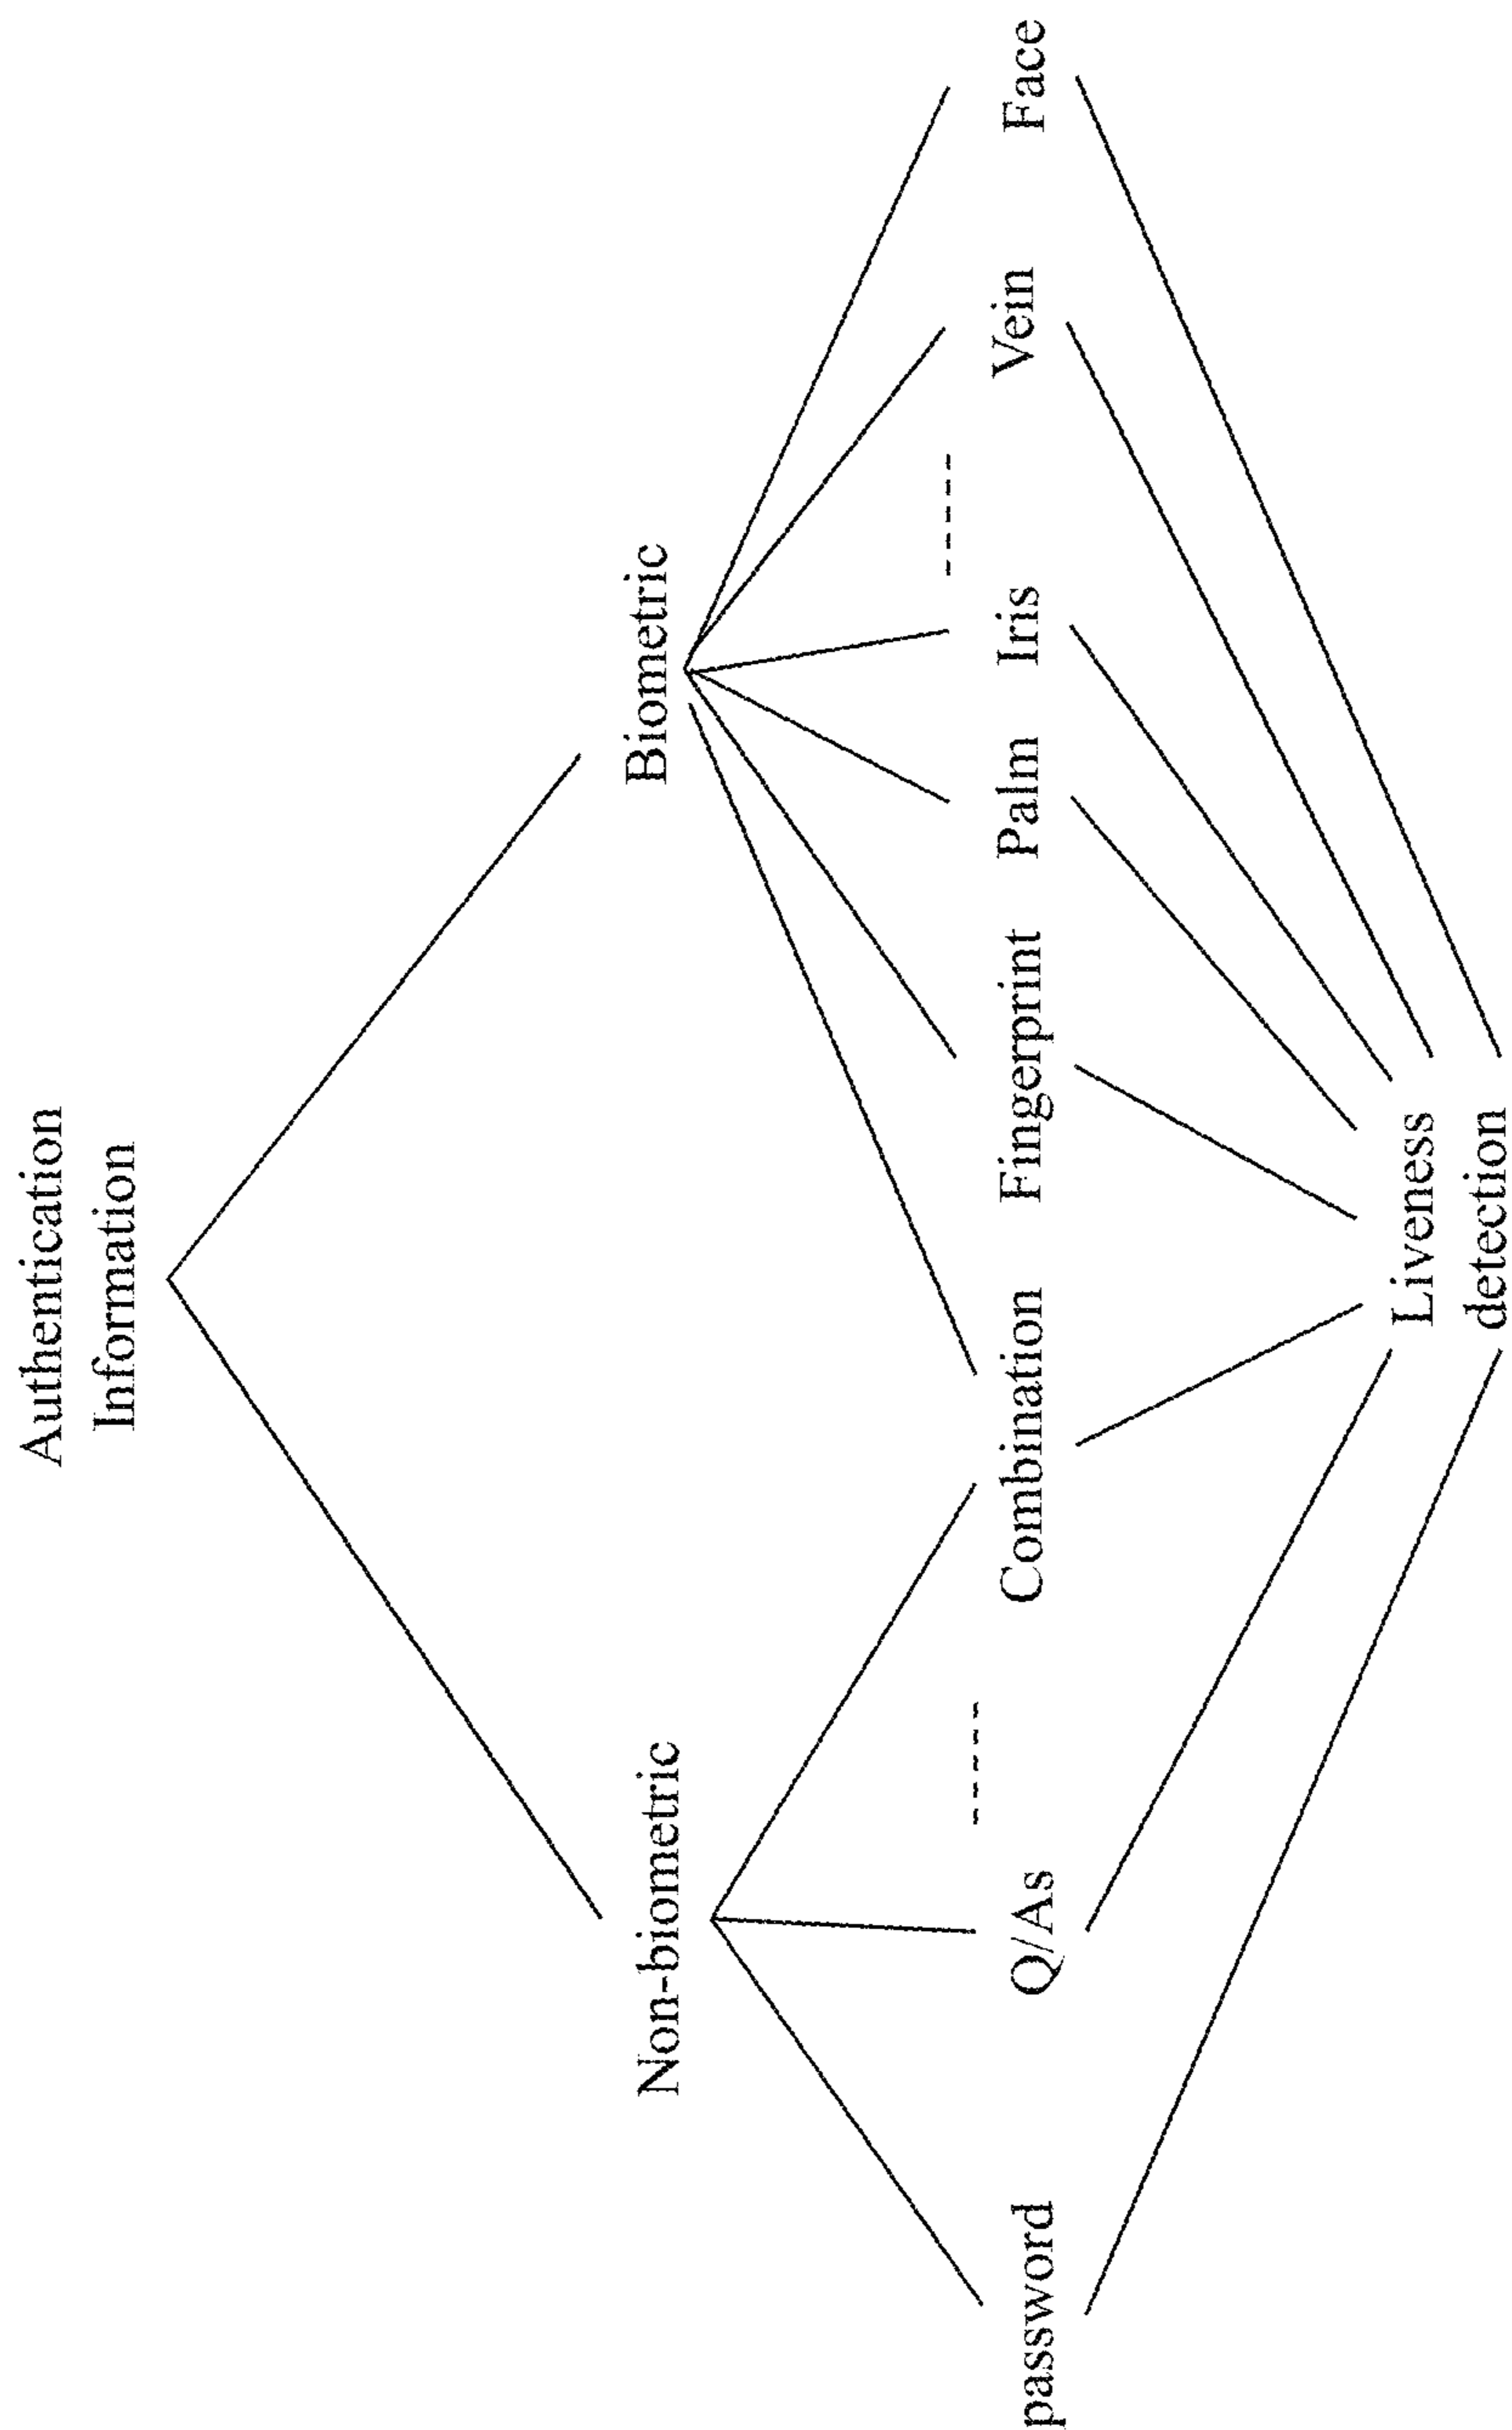 Authentication
Information
Non-biometric
Biometric
password
Q/As
Combination
Fingerprint
Palm
Iris
Vein
Face
Liveness
detection